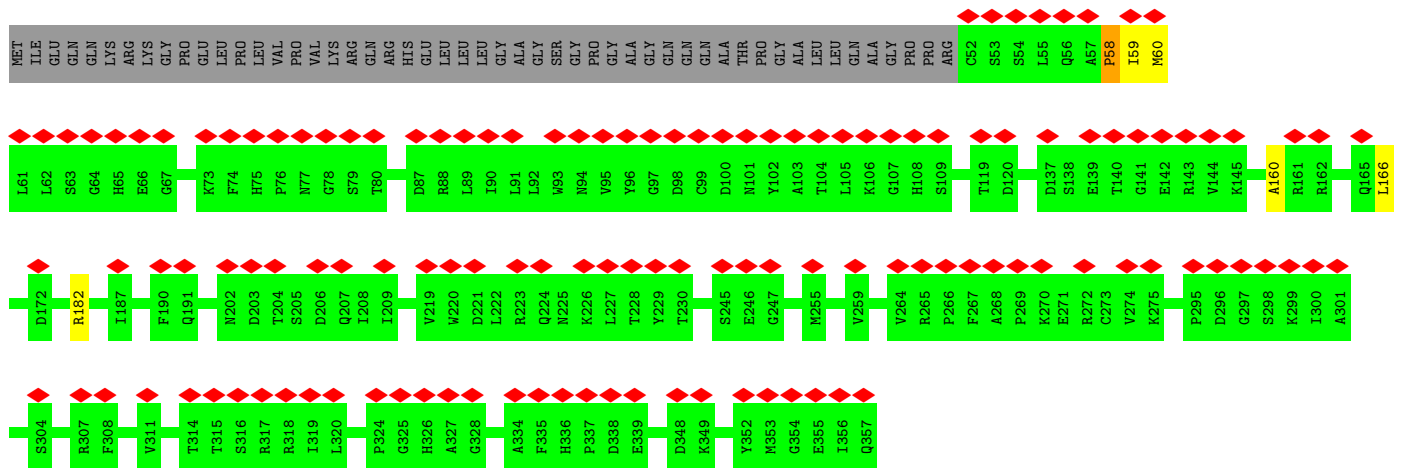 MET ILE GLU GLN GLN LYS ARG LYS GLY PRO GLU LEU PRO LEU VAL PRO VAL LYS ARG GLN ARG HIS GLU LEU LEU LEU GLY ALA GLY SER GLY PRO GLY ALA GLY GLN GLN GLN ALA THR PRO GLY ALA LEU LEU GLN ALA GLY PRO PRO ARG C52 S53 S54 L55 Q56 A57 P58 I59 M60
L61 L62 S63 G64 H65 E66 G67 K73 F74 H75 P76 N77 G78 S79 T80 D87 R88 L89 I90 L91 L92 W93 N94 V95 Y96 G97 D98 C99 D100 N101 Y102 A103 T104 L105 K106 G107 H108 S109 T119 D120 D137 S138 E139 T140 G141 E142 R143 V144 K145 A160 R161 R162 Q165 L166
D172 R182 I187 F190 Q191 N202 D203 T204 S205 D206 Q207 I208 I209 V219 W220 D221 L222 R223 Q224 N225 K226 L227 T228 Y229 T230 S245 E246 G247 M255 V259 V264 R265 P266 F267 A268 P269 K270 E271 R272 C273 V274 K275 P295 D296 G297 S298 K299 I300 A301
S304 R307 F308 V311 T314 T315 S316 R317 R318 I319 L320 P324 G325 H326 A327 G328 A334 F335 H336 P337 D338 E339 D348 K349 Y352 M353 G354 E355 I356 Q357